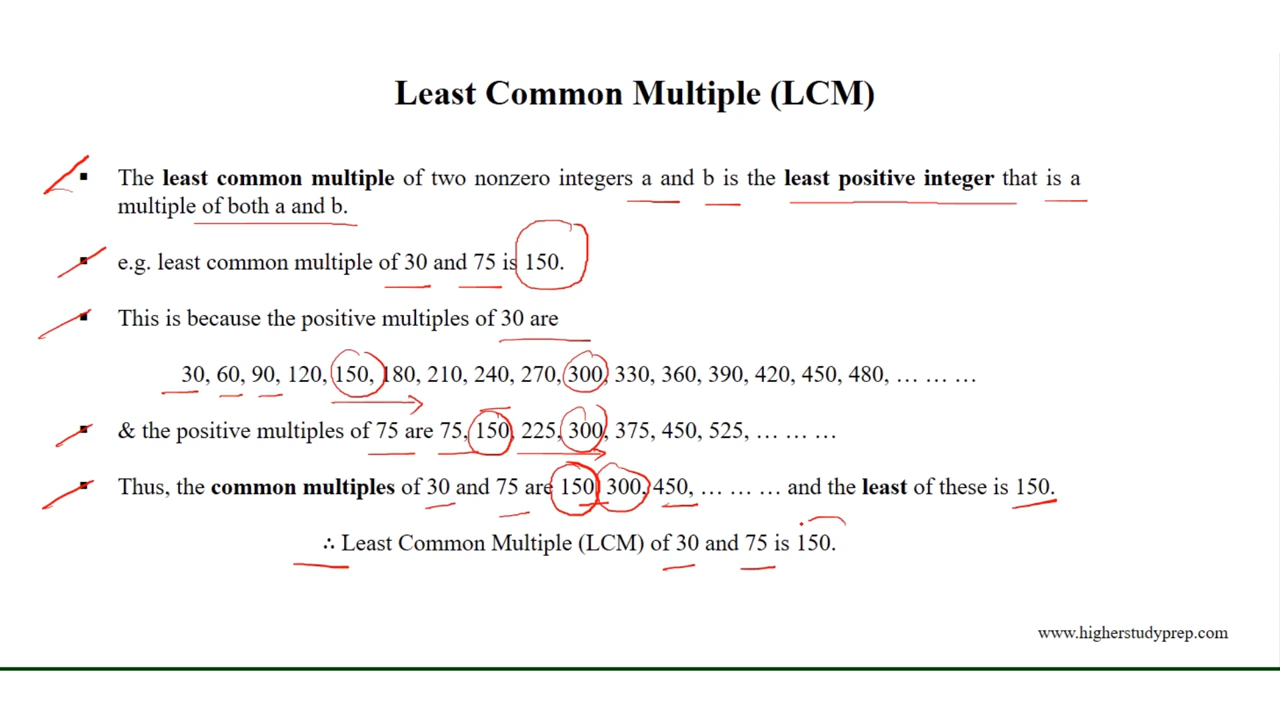 Least Common Multiple (LCM)
▪ The least common multiple of two nonzero integers a and b is the least positive integer that is a
multiple of both a and b.
▪ e.g. least common multiple of 30 and 75 is 150.
▪ This is because the positive multiples of 30 are
30, 60, 90, 120, 150, 180, 210, 240, 270, 300, 330, 360, 390, 420, 450, 480, … … …
▪ & the positive multiples of 75 are 75, 150, 225, 300, 375, 450, 525, … … …
▪ Thus, the common multiples of 30 and 75 are 150, 300, 450, … … … and the least of these is 150.
∴ Least Common Multiple (LCM) of 30 and 75 is 150.
www.higherstudyprep.com